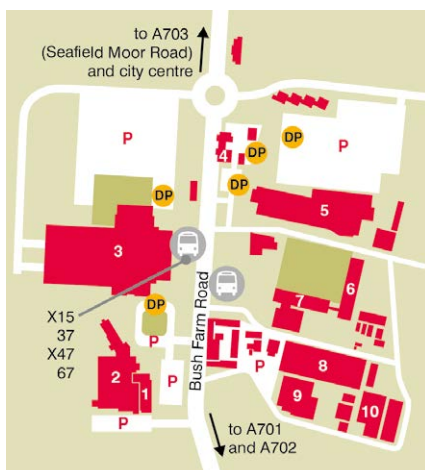 to A703
(Seafield Moor Road)
and city centre
P
DP
4
DP
P
DP
DP
5
3
6
7
X15
37
X47
67
DP
P
Bush Farm Road
2
1
P
P
P
8
9
10
to A701
and A702